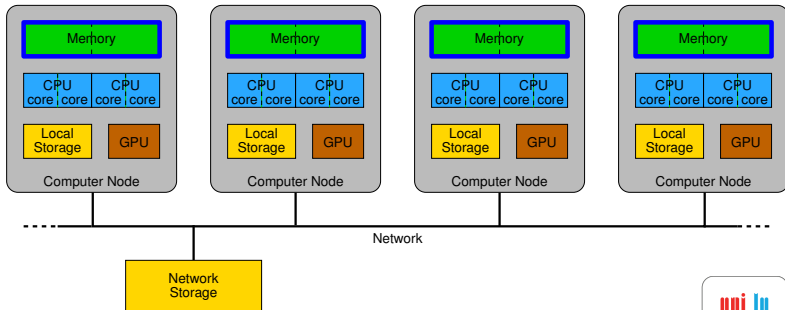 Memory Memory Memory Memory
CPU CPU CPU CPU CPU CPU CPU CPU
core core core core core core core core core core core core core core core core
Local Local Local Local
Storage GPU Storage GPU Storage GPU Storage GPU
Computer Node Computer Node Computer Node Computer Node
Network
Network
Storage
uni lu